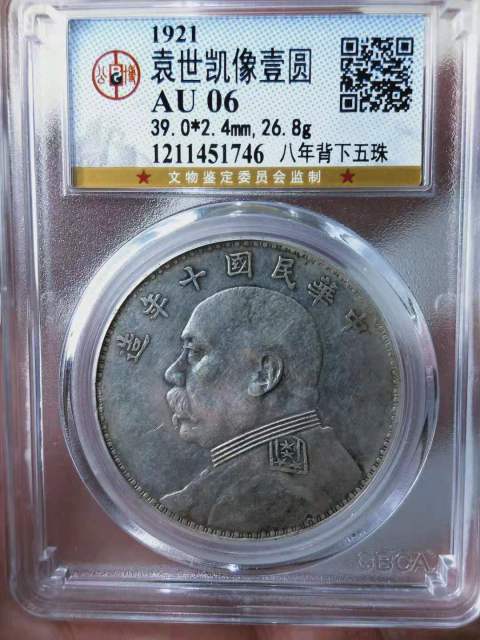 1921
袁世凯像壹圆
AU 06
39.0*2.4mm,26.8g
1211451746 八年背下五珠
★ 文物鉴定委员会监制 ★
造年十國民華中
GBCA